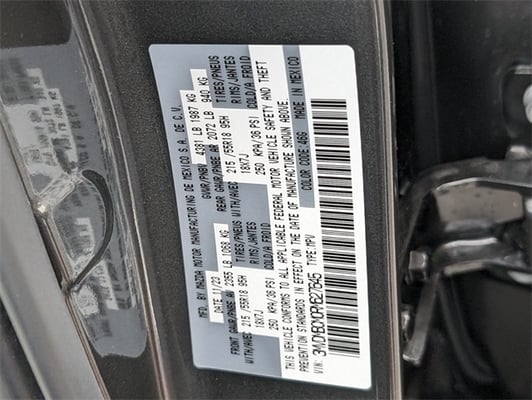 MFD. BY MAZDA MOTOR MANUFACTURING DE MEXICO S.A. DE C.V.
DATE 11/23 GVWR/PNBV 4381 LB 1987 KG
FRONT GAWR/PNBE AV 2355 LB 1068 KG REAR GAWR/PNBE AR 2072 LB 940 KG
WITH/AVEC 215/55R18 95H TIRES/PNEUS WITH/AVEC 215/55R18 95H TIRES/PNEUS
18X7J RIMS/JANTES 18X7J RIMS/JANTES
250 KPA/36 PSI COLD/A FROID 250 KPA/36 PSI COLD/A FROID
THIS VEHICLE CONFORMS TO ALL APPLICABLE FEDERAL MOTOR VEHICLE SAFETY AND THEFT
PREVENTION STANDARDS IN EFFECT ON THE DATE OF MANUFACTURE SHOWN ABOVE.
TYPE: MPV COLOR CODE: 46G MADE IN MEXICO